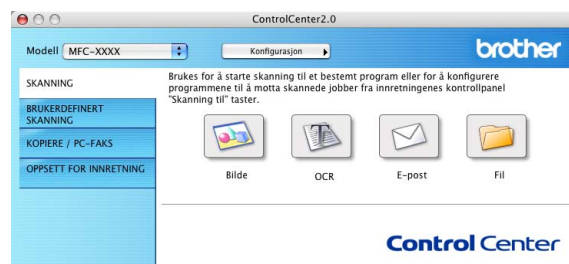 ControlCenter2.0
Modell MFC-XXXX Konfigurasjon brother
SKANNING
BRUKERDEFINERT
SKANNING
KOPIERE / PC-FAKS
OPPSETT FOR INNRETNING
Brukes for å starte skanning til et bestemt program eller for å konfigurere
programmene til å motta skannede jobber fra innretningenes kontrollpanel
"Skanning til" taster.
Bilde OCR E-post Fil
Control Center